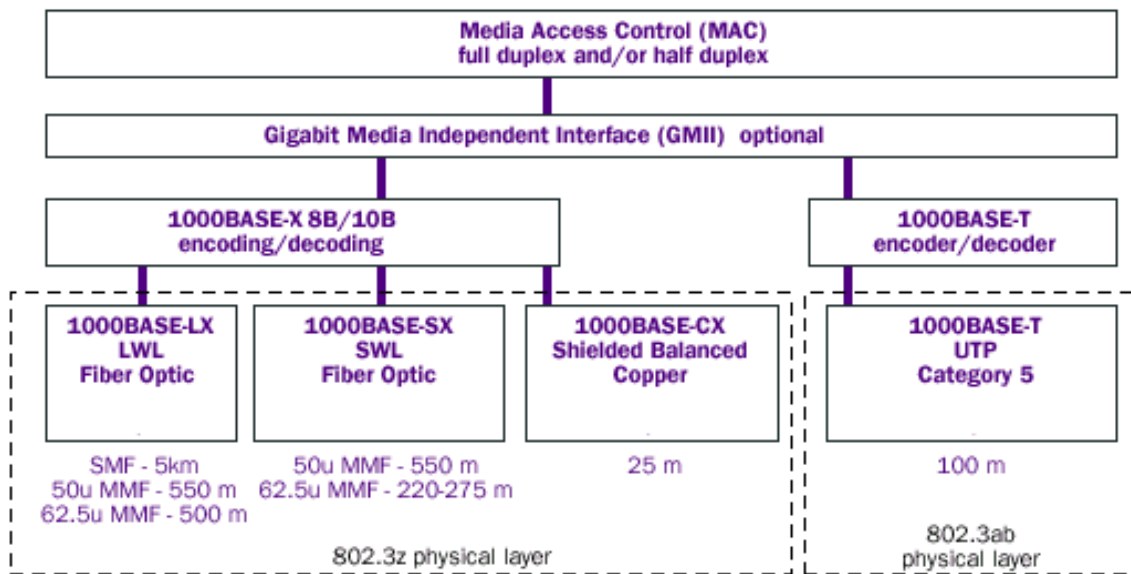 Media Access Control (MAC)
full duplex and/or half duplex
Gigabit Media Independent Interface (GMII) optional
1000BASE-X 8B/10B
encoding/decoding
1000BASE-T
encoder/decoder
1000BASE-LX
LWL
Fiber Optic
1000BASE-SX
SWL
Fiber Optic
1000BASE-CX
Shielded Balanced
Copper
1000BASE-T
UTP
Category 5
SMF - 5km
50u MMF - 550 m
62.5u MMF - 500 m
50u MMF - 550 m
62.5u MMF - 220-275 m
25 m
100 m
802.3z physical layer
802.3ab
physical layer